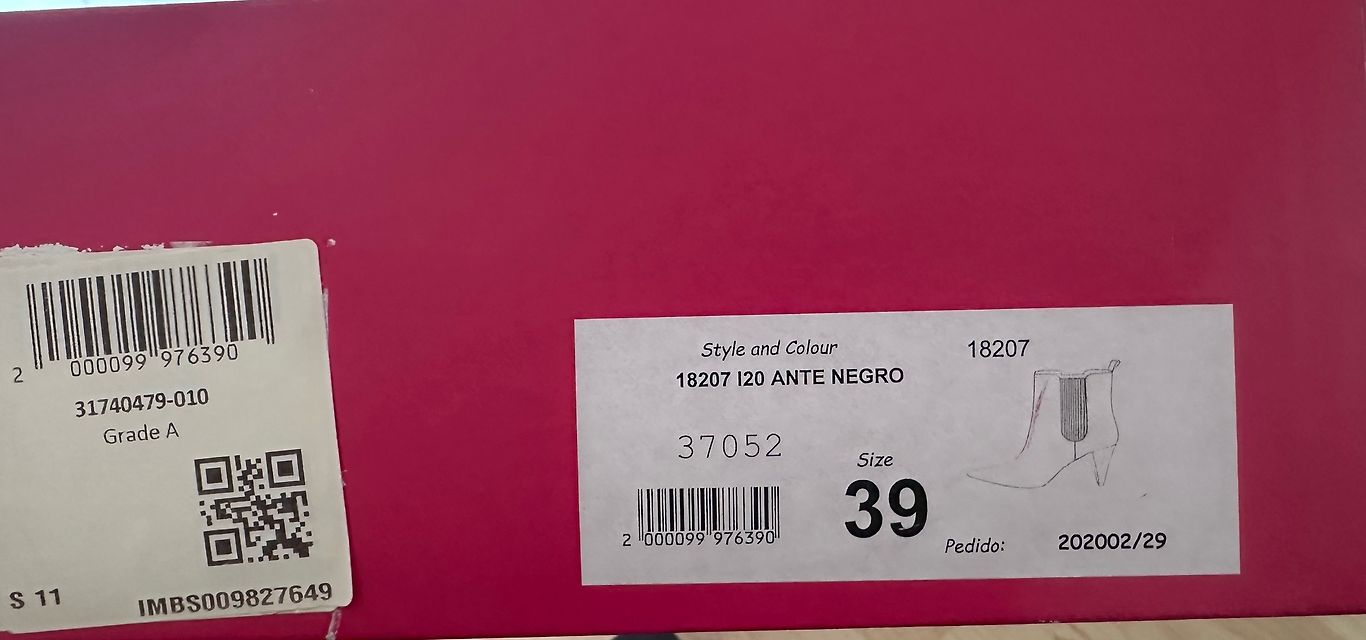 2 000099 976390
31740479-010
Grade A
S 11 IMBS009827649
Style and Colour
18207 I20 ANTE NEGRO
18207
37052
Size
39
2 000099 976390
Pedido: 202002/29